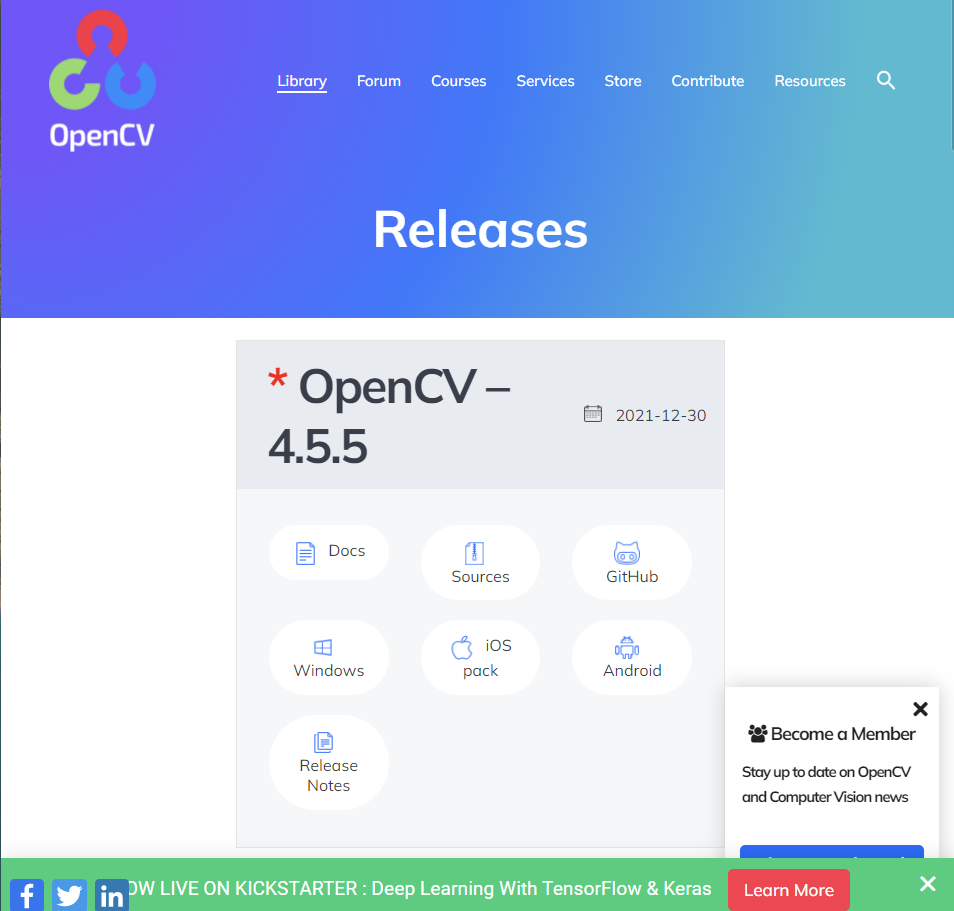 OpenCV
Library Forum Courses Services Store Contribute Resources
Releases
* OpenCV –
4.5.5
2021-12-30
Docs
Sources
GitHub
Windows
iOS
pack
Android
Release
Notes
Become a Member
Stay up to date on OpenCV
and Computer Vision news
LIVE ON KICKSTARTER : Deep Learning With TensorFlow & Keras
Learn More